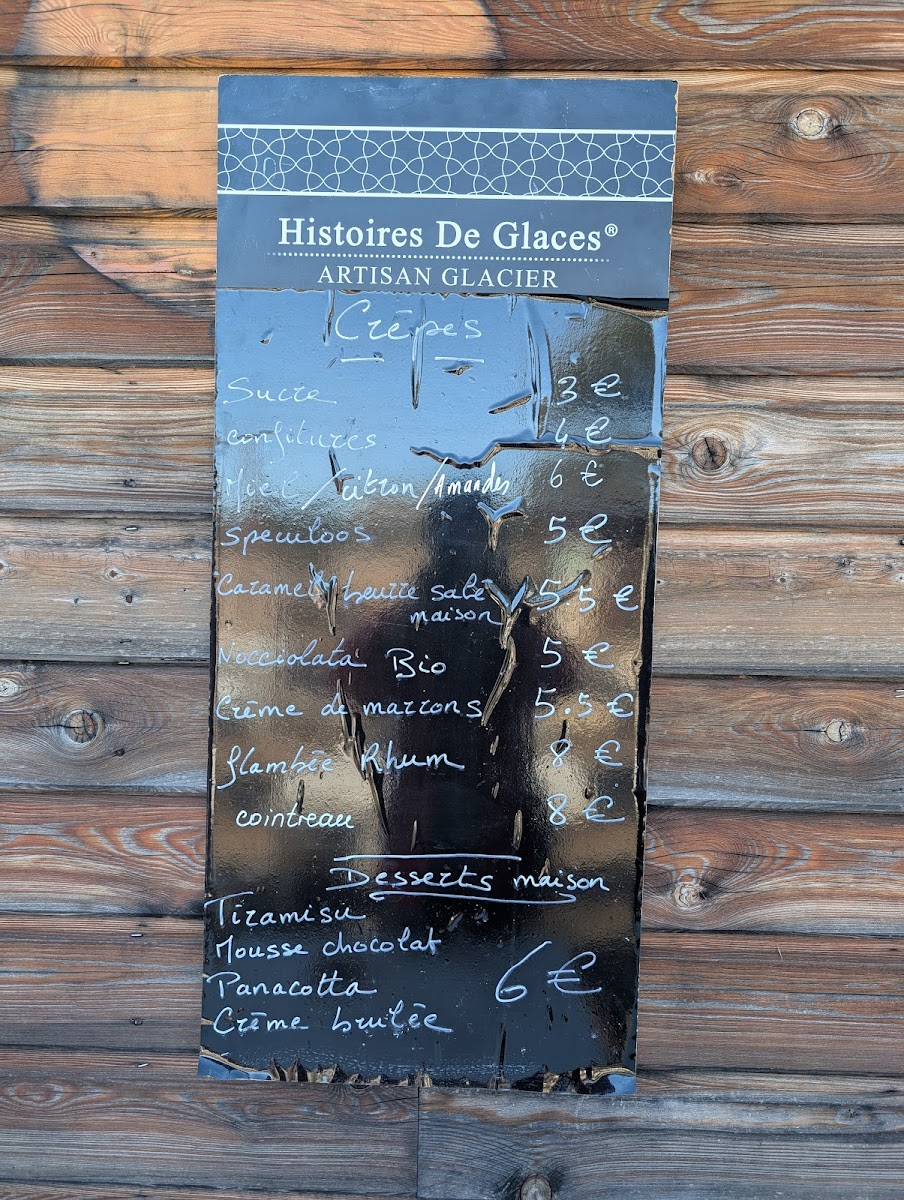 Histoires De Glaces®
ARTISAN GLACIER
Crêpes
Sucre 3 €
confitures 4 €
Miel / citron / Amandes 6 €
speculoos 5 €
Caramel beurre salé 5.5 €
maison
Nocciolata Bio 5 €
Crème de marrons 5.5 €
flambée Rhum 8 €
cointreau 8 €
Desserts maison
Tiramisu
Mousse chocolat
Panacotta 6 €
Crème brulée